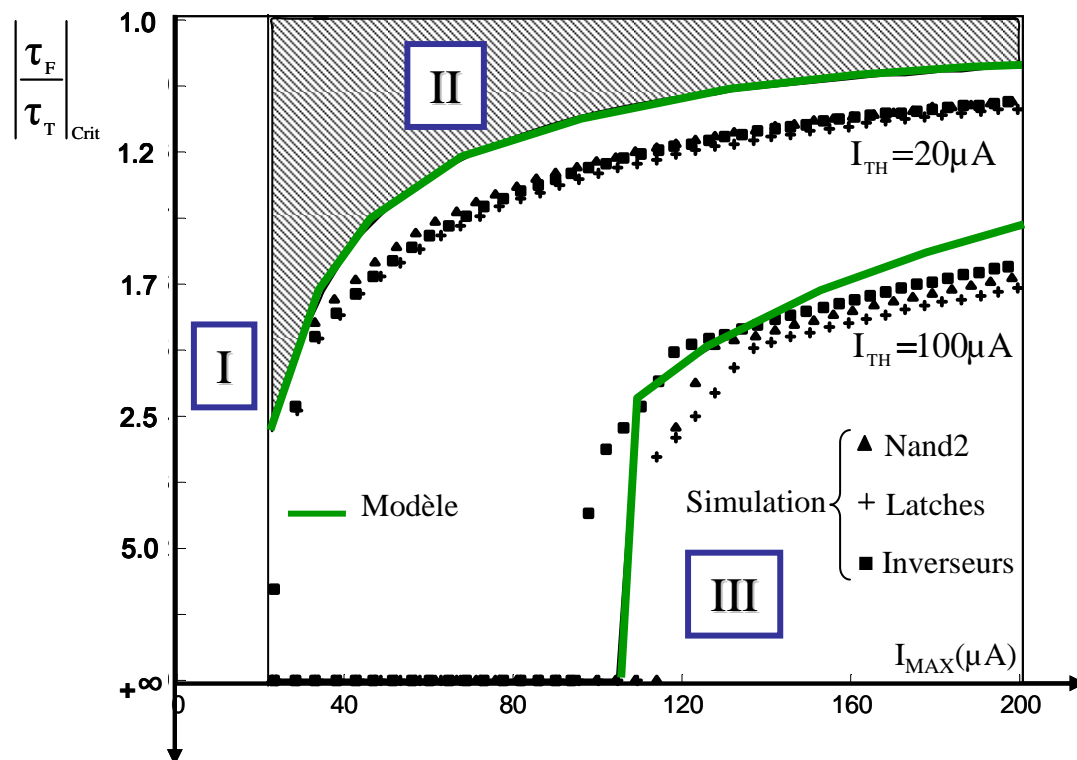 1.0
|τF/τT|Crit
II
1.2
ITH=20µA
1.7
I
ITH=100µA
2.5
Nand2
Modèle
Simulation
Latches
5.0
Inverseurs
III
IMAX(µA)
+∞
0 40 80 120 160 200